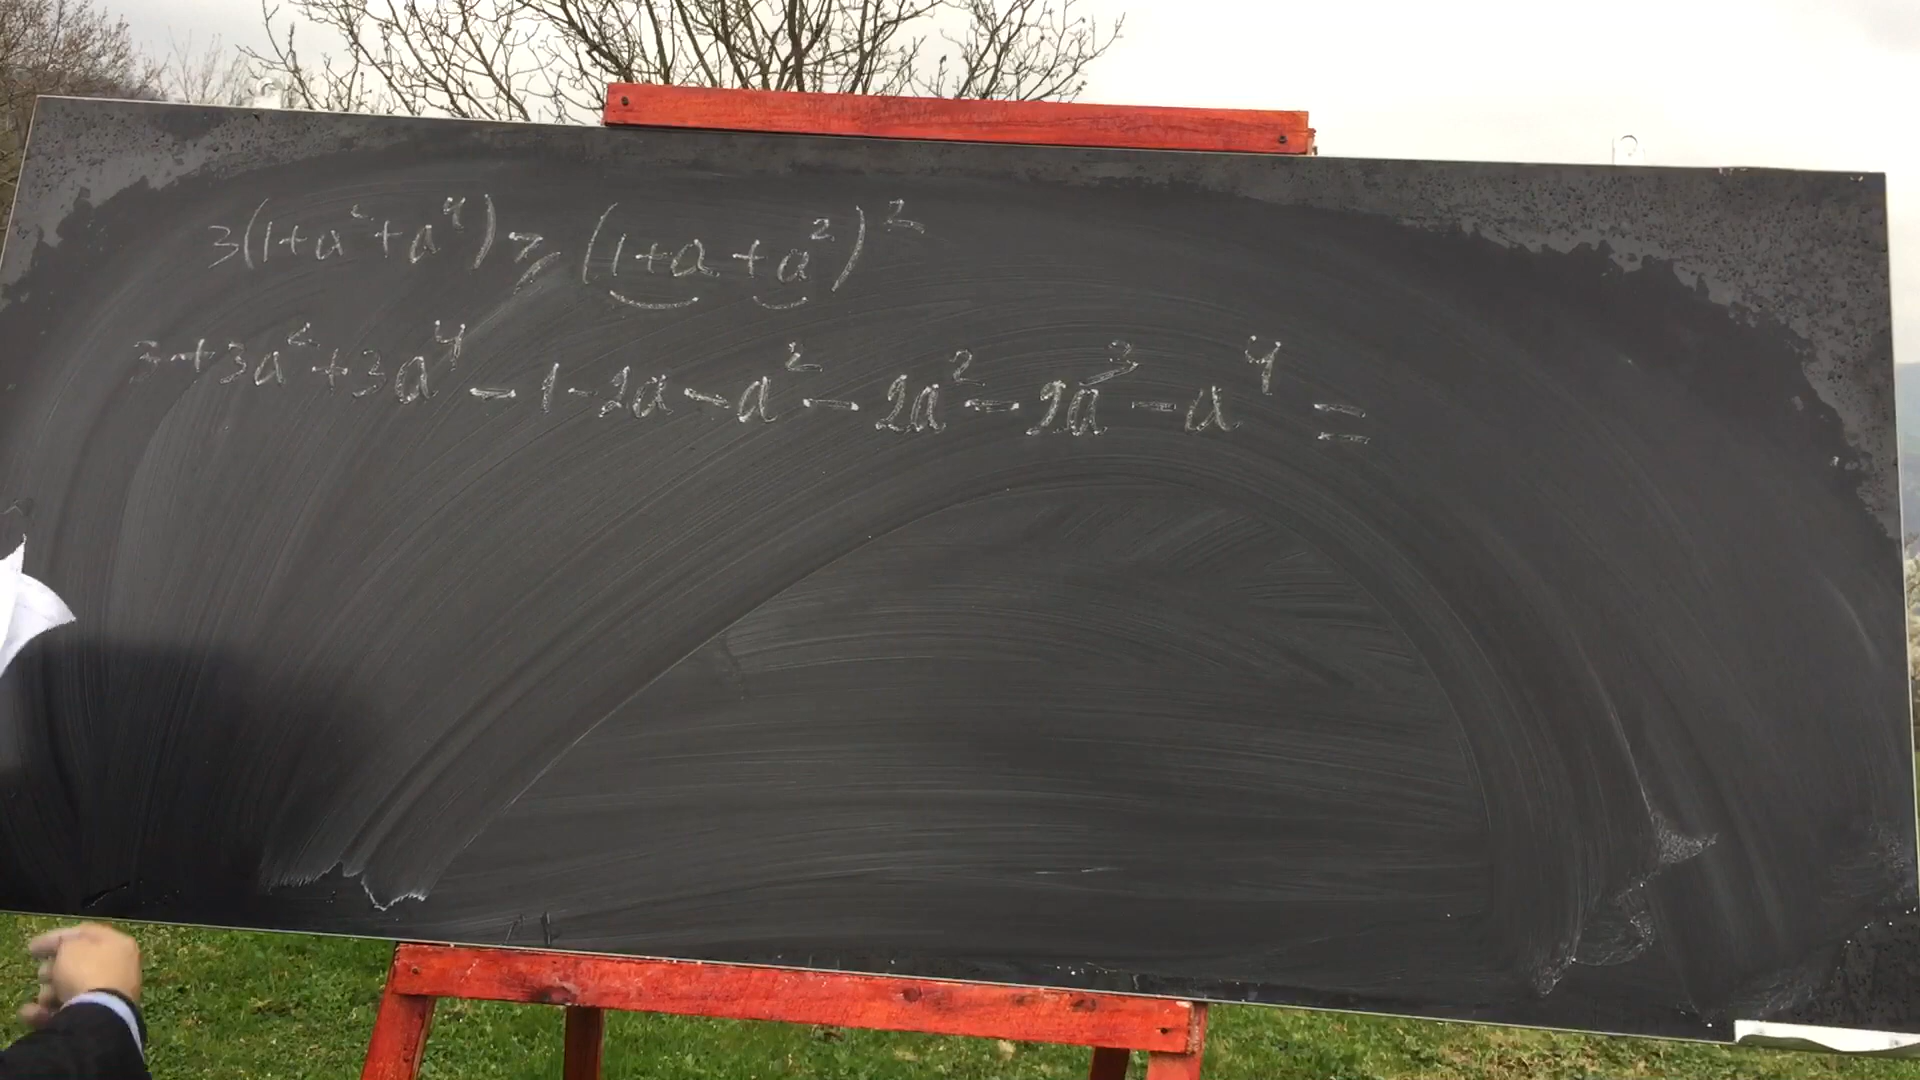 3(1+a²+a⁴) ⩾ (1+a+a²)²
3+3a²+3a⁴-1-2a-a²-2a²-2a³-a⁴=